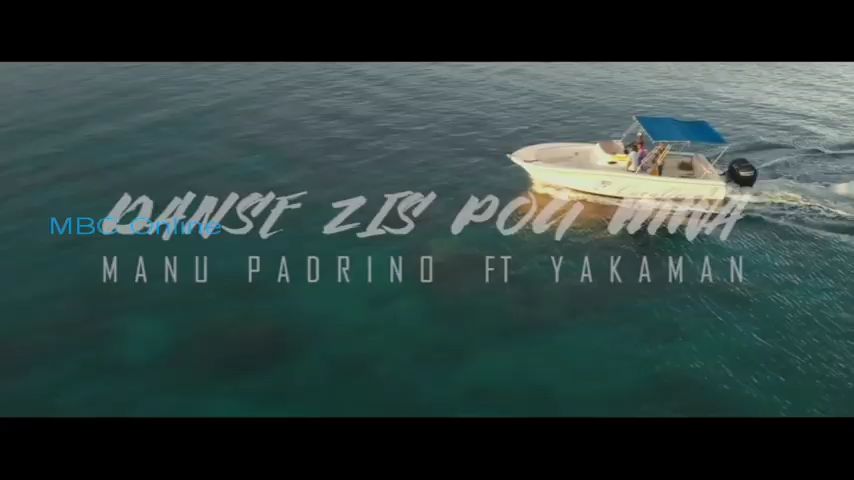 DANSE ZIS POU
MBC Online
MANU PADRINO FT YAKAMAN